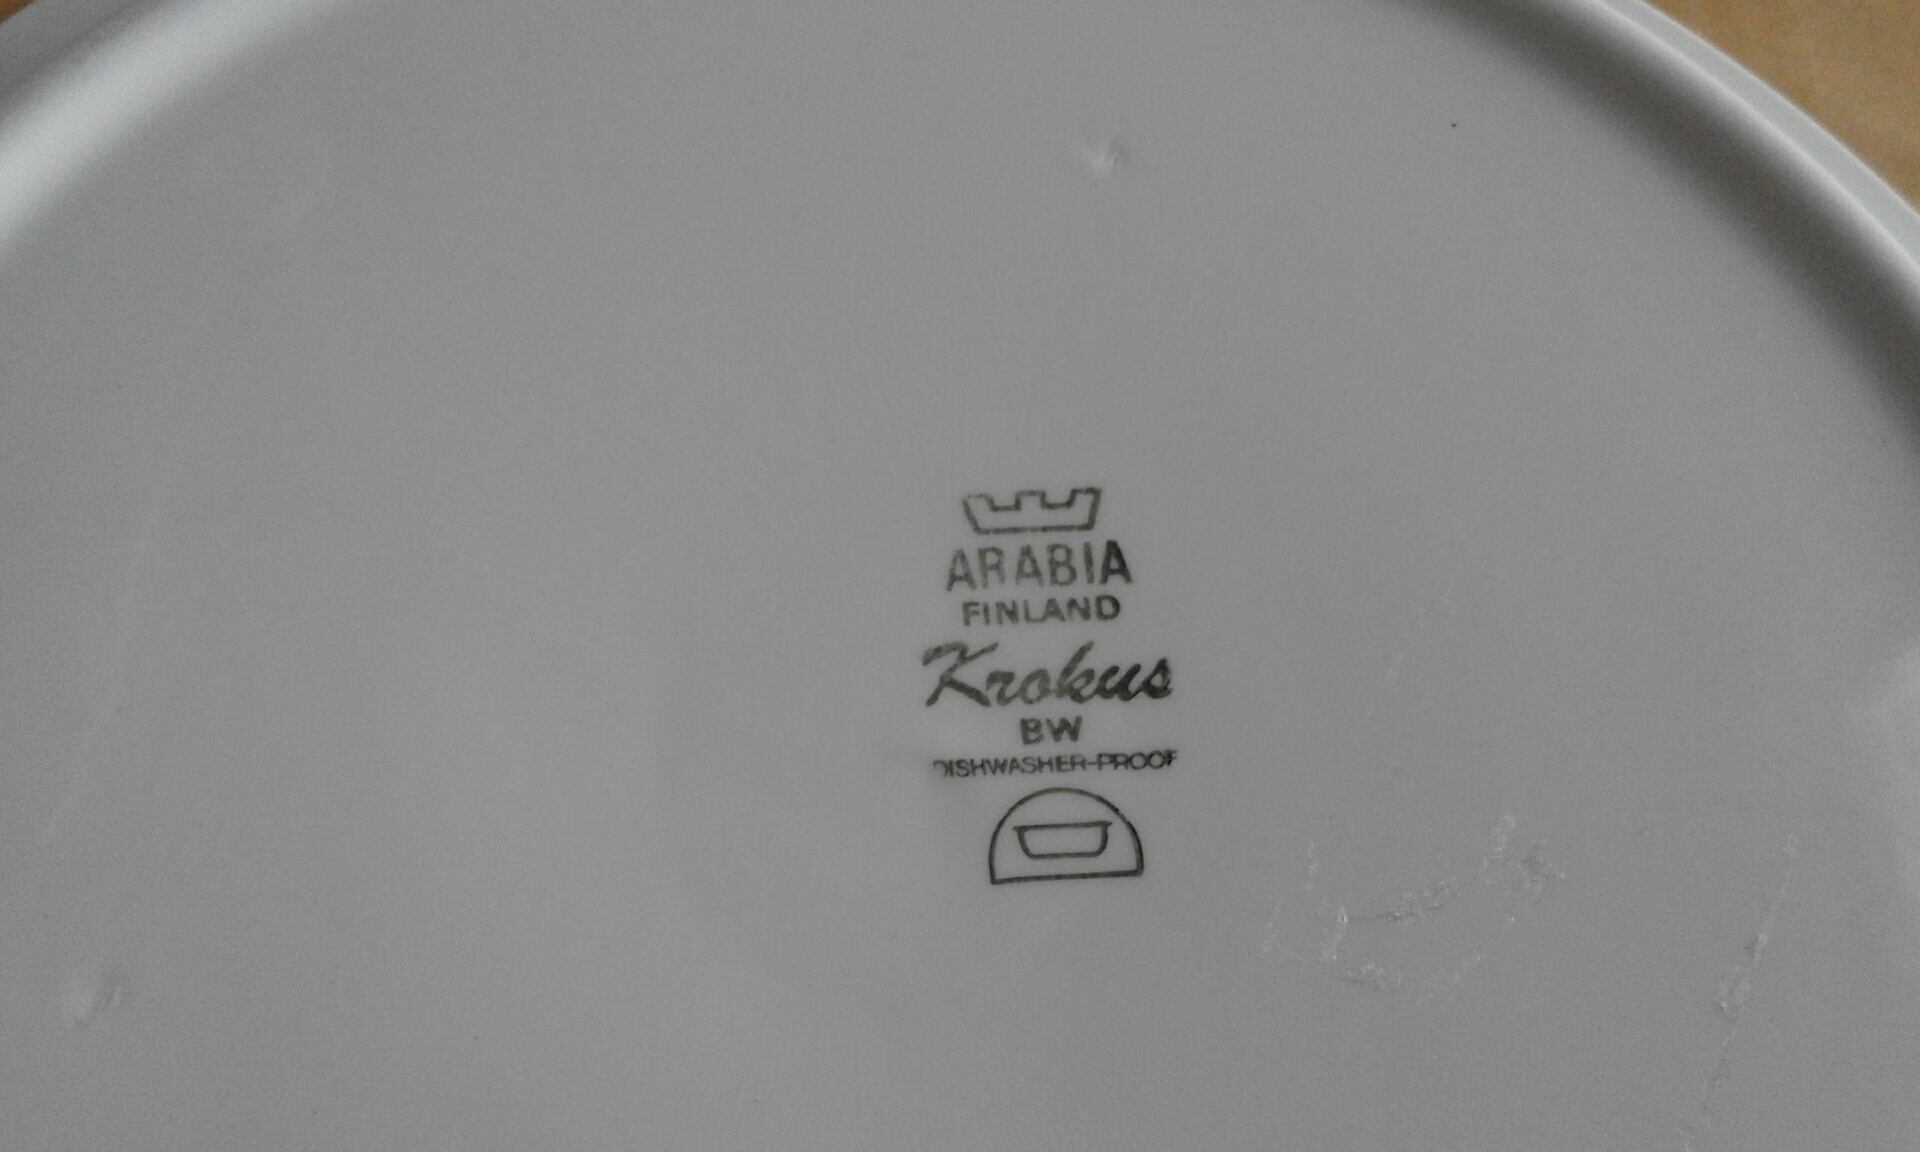 ARABIA
FINLAND
Krokus
BW
DISHWASHER-PROOF